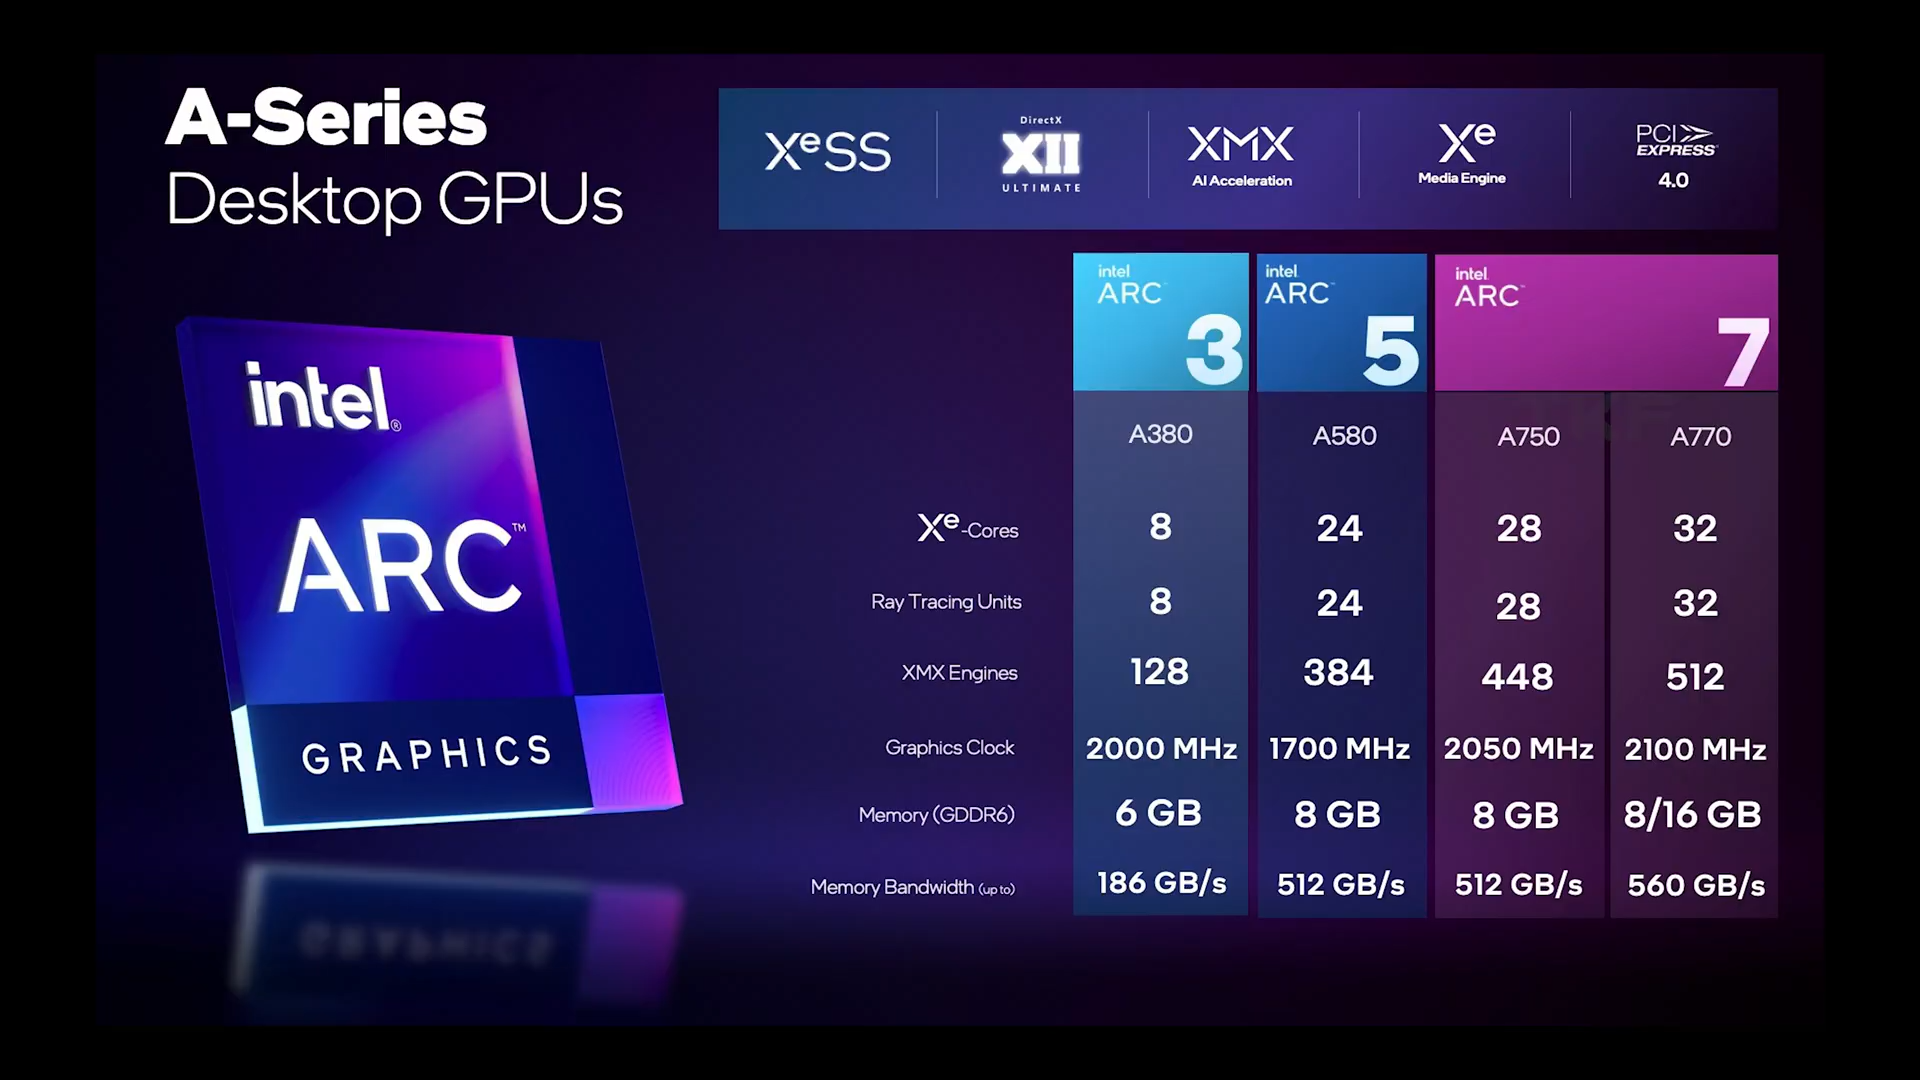 A-Series
Desktop GPUs
XeSS
DirectX
XII
ULTIMATE
XMX
AI Acceleration
Xe
Media Engine
PCI
EXPRESS®
4.0
intel®
ARC™
GRAPHICS
intel
ARC™
3
intel
ARC™
5
intel
ARC™
7
A380 A580 A750 A770
Xe-Cores 8 24 28 32
Ray Tracing Units 8 24 28 32
XMX Engines 128 384 448 512
Graphics Clock 2000 MHz 1700 MHz 2050 MHz 2100 MHz
Memory (GDDR6) 6 GB 8 GB 8 GB 8/16 GB
Memory Bandwidth (up to) 186 GB/s 512 GB/s 512 GB/s 560 GB/s